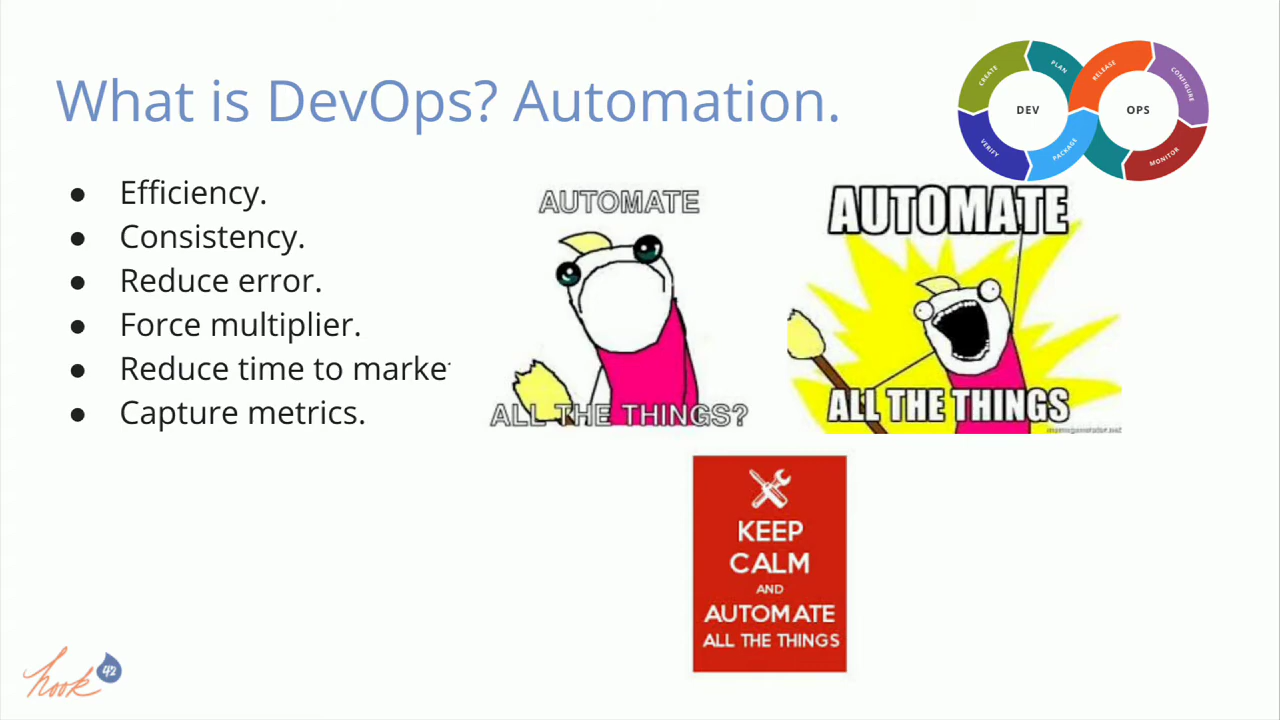 What is DevOps? Automation.
CREATE
PLAN
RELEASE
CONFIGURE
DEV
OPS
VERIFY
PACKAGE
MONITOR
● Efficiency.
● Consistency.
● Reduce error.
● Force multiplier.
● Reduce time to marke
● Capture metrics.
AUTOMATE
ALL THE THINGS?
AUTOMATE
ALL THE THINGS
memegenerator.net
KEEP
CALM
AND
AUTOMATE
ALL THE THINGS
hook 42